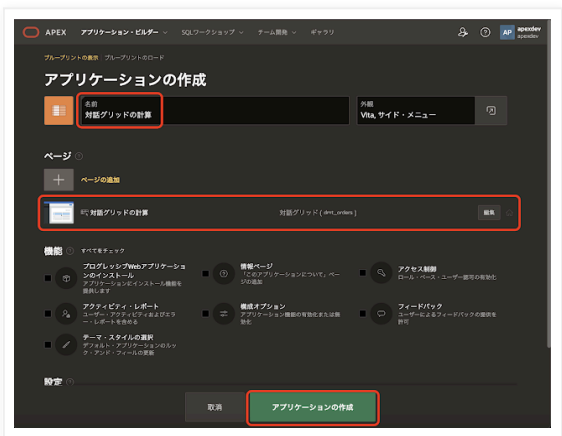 APEX アプリケーション・ビルダー SQLワークショップ チーム開発 ギャラリ AP apexdev
apexdev
ブループリントの表示 ブループリントのロード
アプリケーションの作成
名前
対話グリッドの計算
外観
Vita, サイド・メニュー
ページ
ページの追加
対話グリッドの計算 対話グリッド [ dmt_orders ] 編集
機能 すべてをチェック
プログレッシブWebアプリケーショ
ンのインストール
アプリケーションにインストール機能を
提供します
情報ページ
「このアプリケーションについて」ペー
ジの追加
アクセス制御
ロール・ベース・ユーザー認可の有効化
アクティビティ・レポート
ユーザー・アクティビティおよびエラ
ー・レポートを含める
構成オプション
アプリケーション機能の有効化または無
効化
フィードバック
ユーザーによるフィードバックの提供を
許可
テーマ・スタイルの選択
デフォルト・アプリケーションのルッ
ク・アンド・フィールの更新
設定
取消 アプリケーションの作成